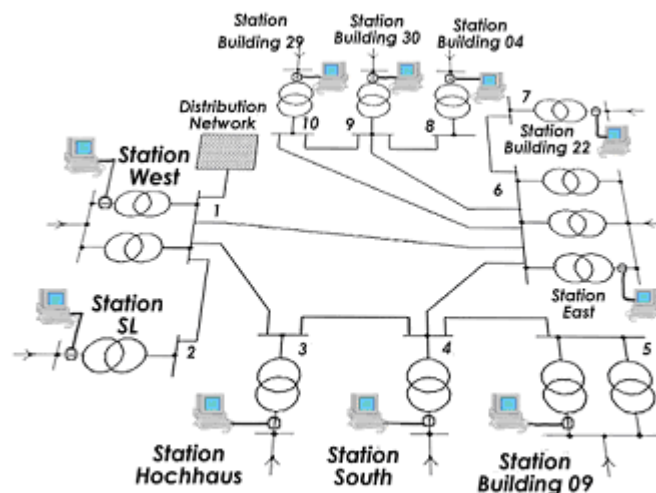 Station
Building 29
Station
Building 30
Station
Building 04
Distribution
Network
10
9
8
7
Station
Building 22
Station
West
1
6
Station
SL
2
Station
East
3
4
5
Station
Hochhaus
Station
South
Station
Building 09